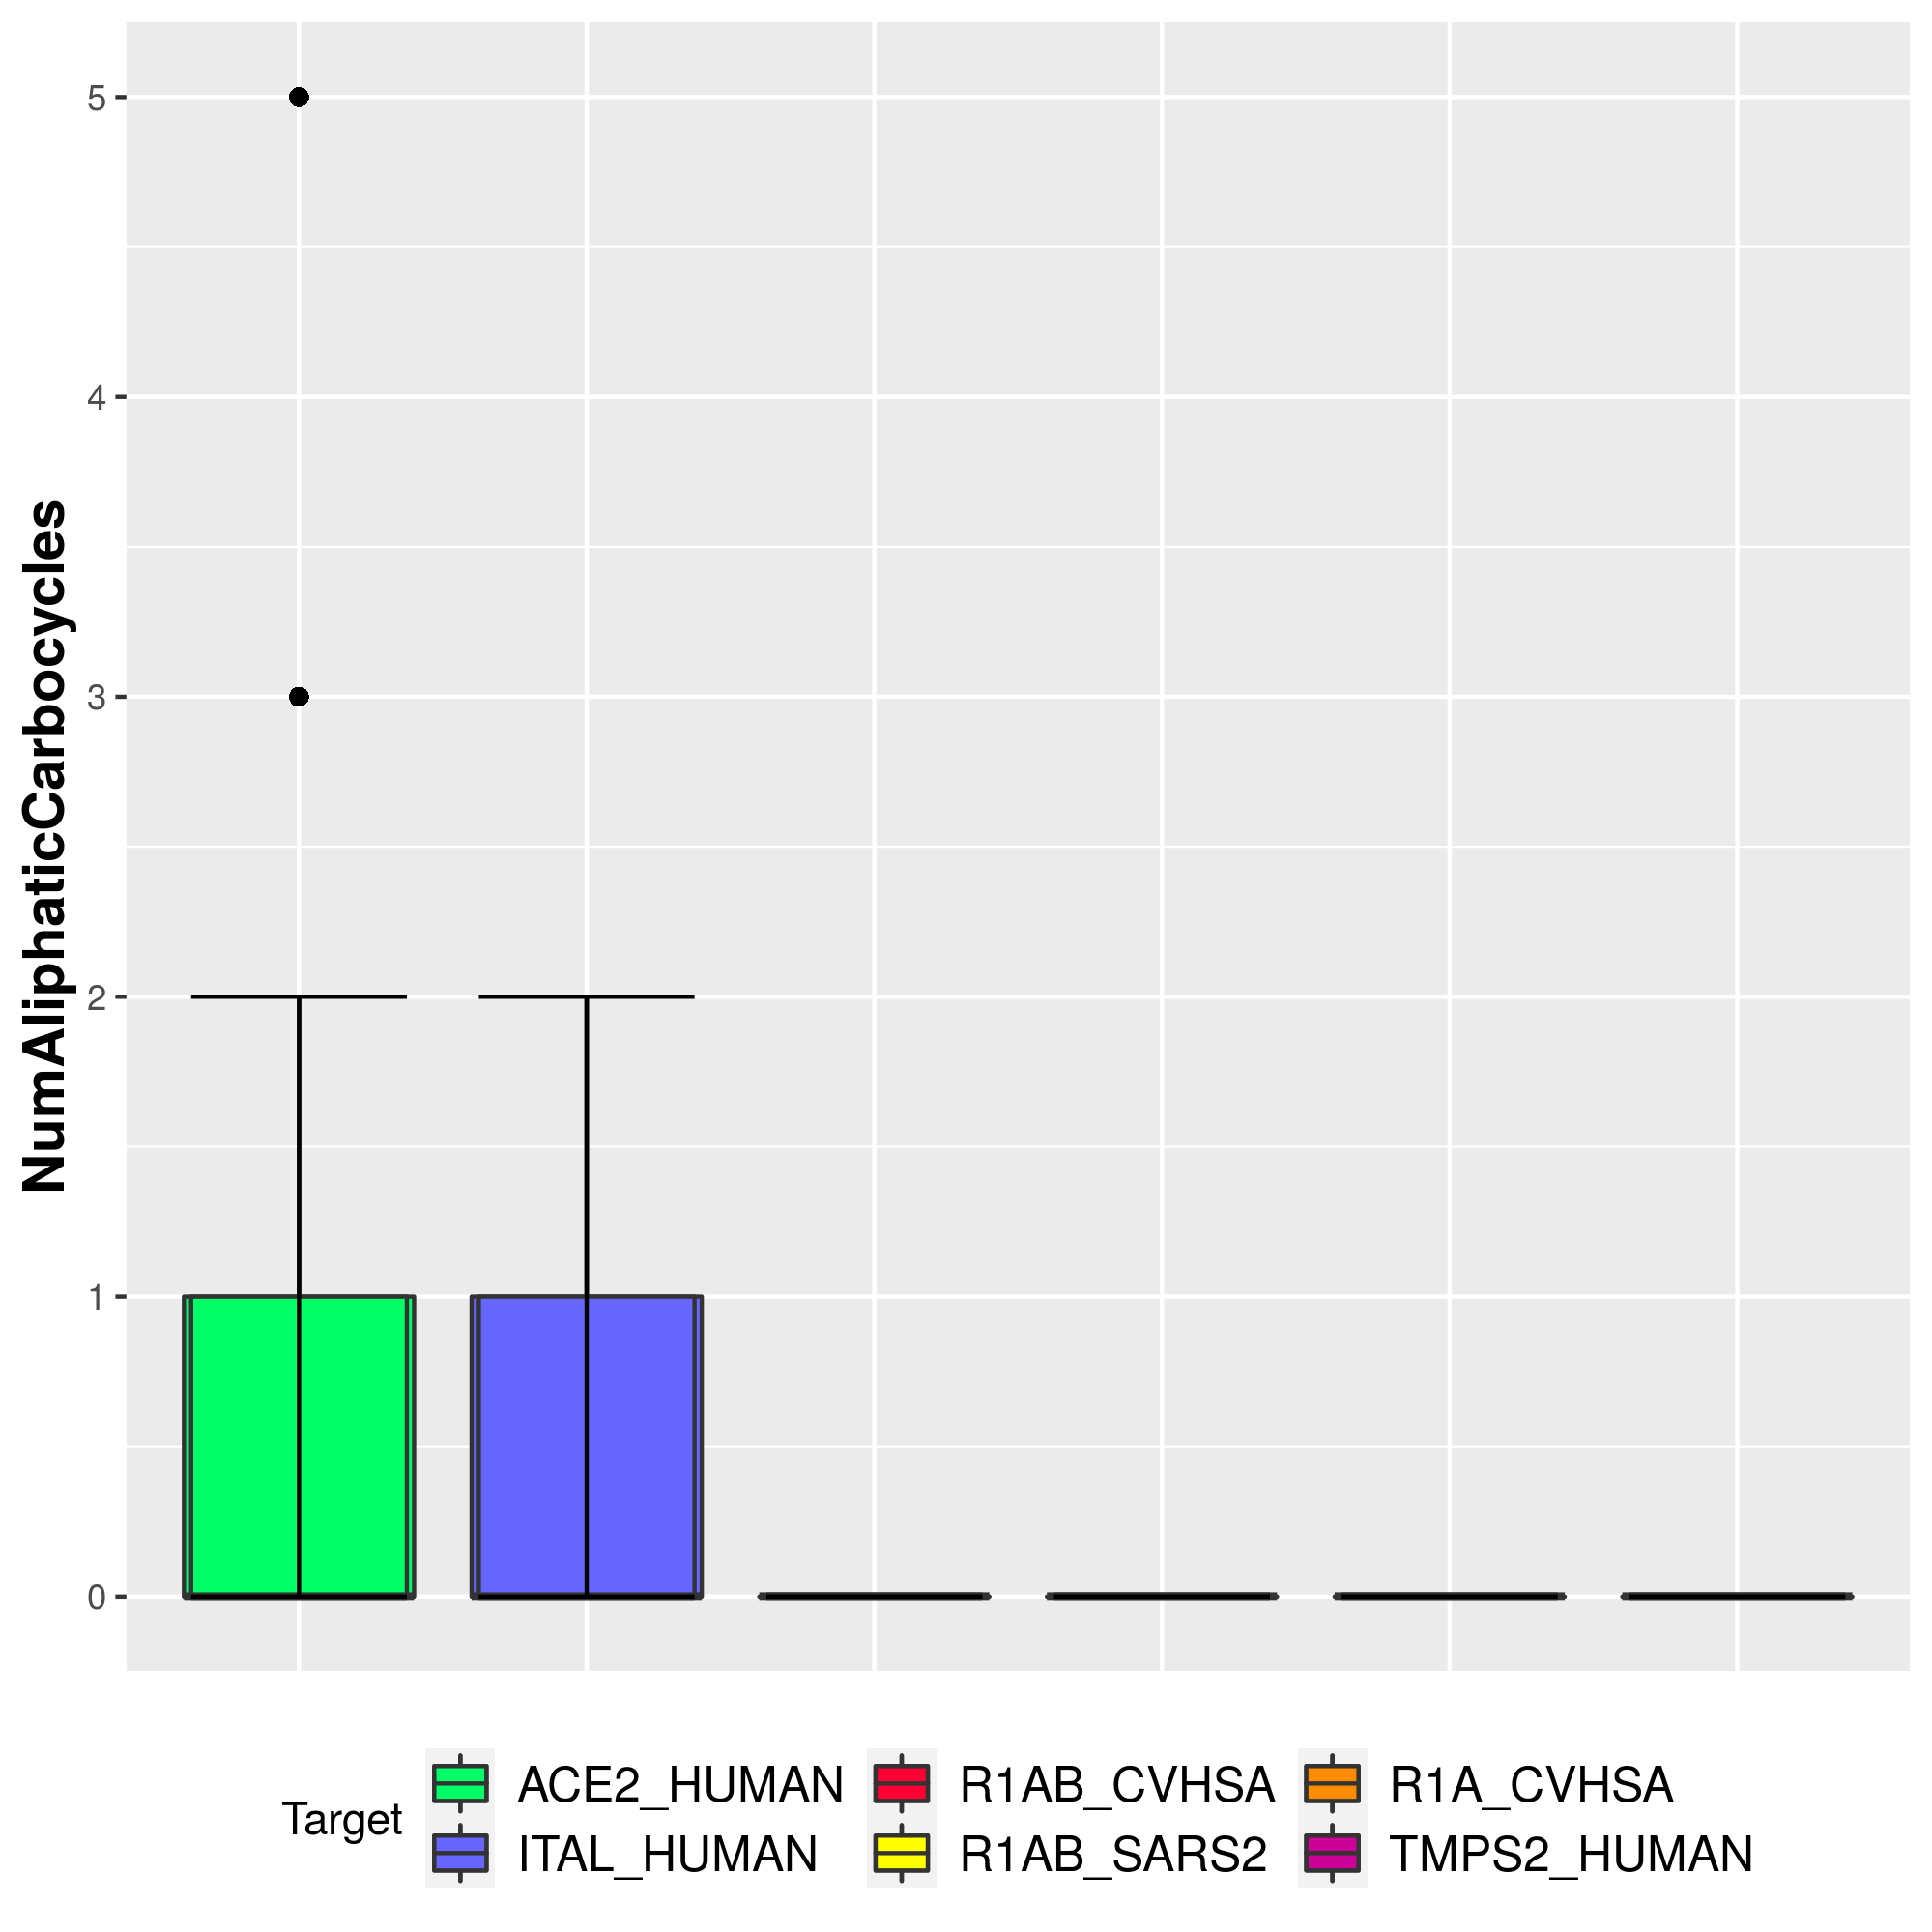 NumAliphaticCarbocycles
5
4
3
2
1
0
Target
ACE2_HUMAN
R1AB_CVHSA
R1A_CVHSA
ITAL_HUMAN
R1AB_SARS2
TMPS2_HUMAN